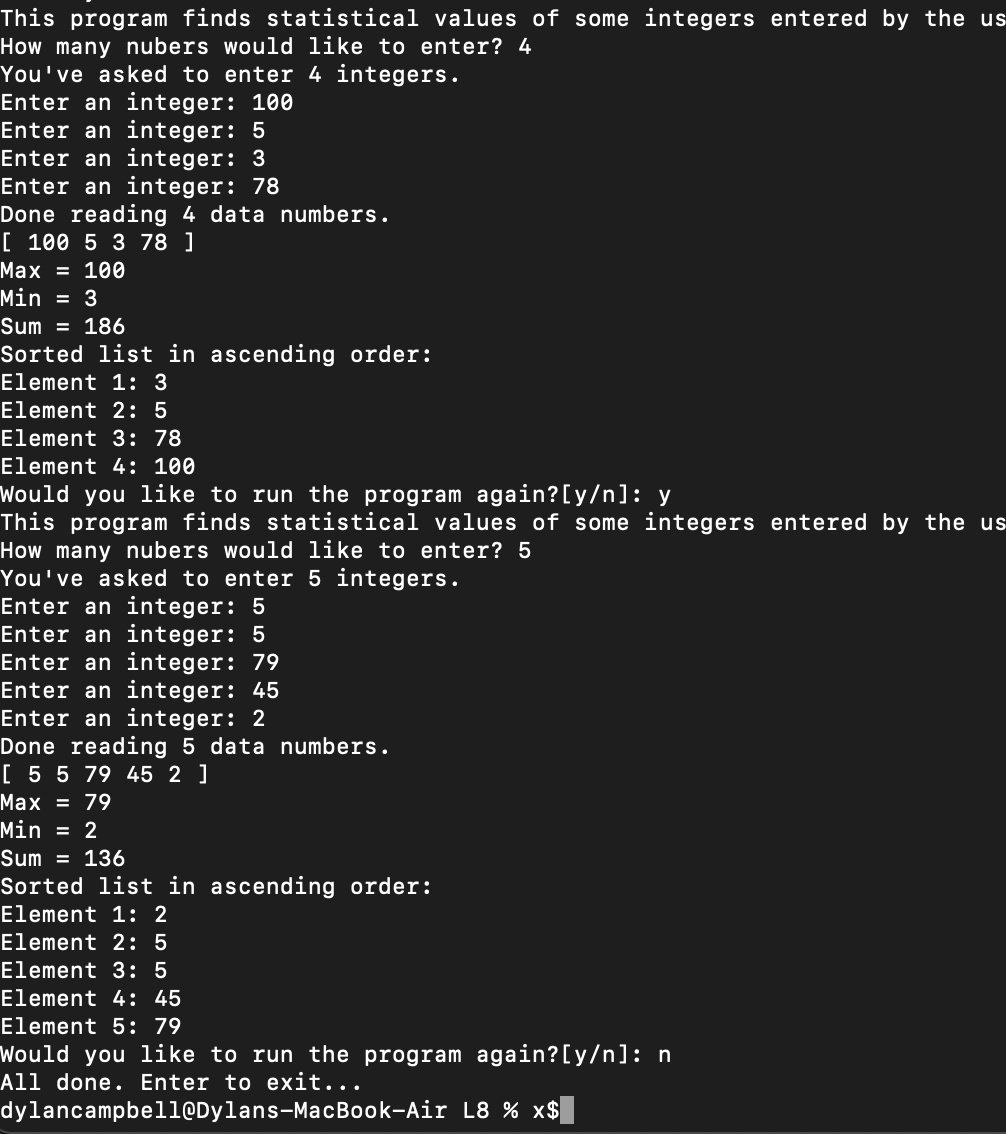 This program finds statistical values of some integers entered by the us
How many nubers would like to enter? 4
You've asked to enter 4 integers.
Enter an integer: 100
Enter an integer: 5
Enter an integer: 3
Enter an integer: 78
Done reading 4 data numbers.
[ 100 5 3 78 ]
Max = 100
Min = 3
Sum = 186
Sorted list in ascending order:
Element 1: 3
Element 2: 5
Element 3: 78
Element 4: 100
Would you like to run the program again?[y/n]: y
This program finds statistical values of some integers entered by the us
How many nubers would like to enter? 5
You've asked to enter 5 integers.
Enter an integer: 5
Enter an integer: 5
Enter an integer: 79
Enter an integer: 45
Enter an integer: 2
Done reading 5 data numbers.
[ 5 5 79 45 2 ]
Max = 79
Min = 2
Sum = 136
Sorted list in ascending order:
Element 1: 2
Element 2: 5
Element 3: 5
Element 4: 45
Element 5: 79
Would you like to run the program again?[y/n]: n
All done. Enter to exit...
dylancampbell@Dylans-MacBook-Air L8 % x$